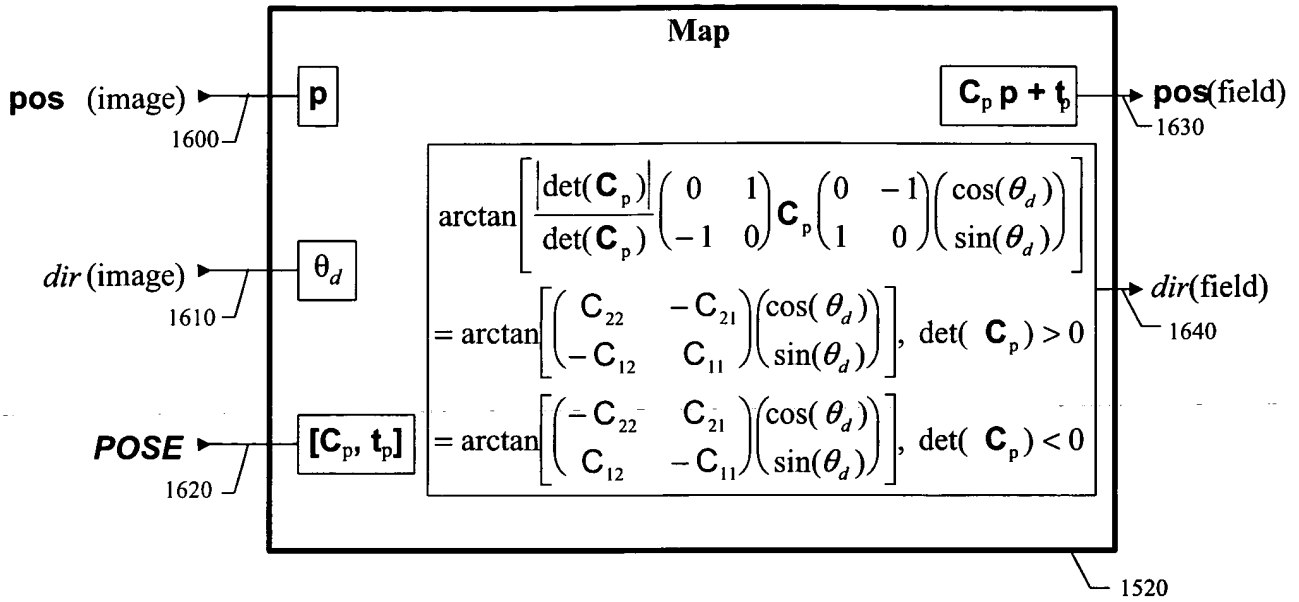 Map
pos (image)
p
1600
C_p p + t_p
pos(field)
1630
arctan[ |det(C_p)| / det(C_p) ( 0 1 ; -1 0 ) C_p ( 0 -1 ; 1 0 ) ( cos(θ_d) ; sin(θ_d) ) ]
dir (image)
θ_d
1610
= arctan[ ( C_22 -C_21 ; -C_12 C_11 ) ( cos( θ_d ) ; sin(θ_d) ) ], det( C_p ) > 0
dir(field)
1640
= arctan[ ( -C_22 C_21 ; C_12 -C_11 ) ( cos( θ_d ) ; sin(θ_d) ) ], det( C_p ) < 0
POSE
[C_p, t_p]
1620
1520